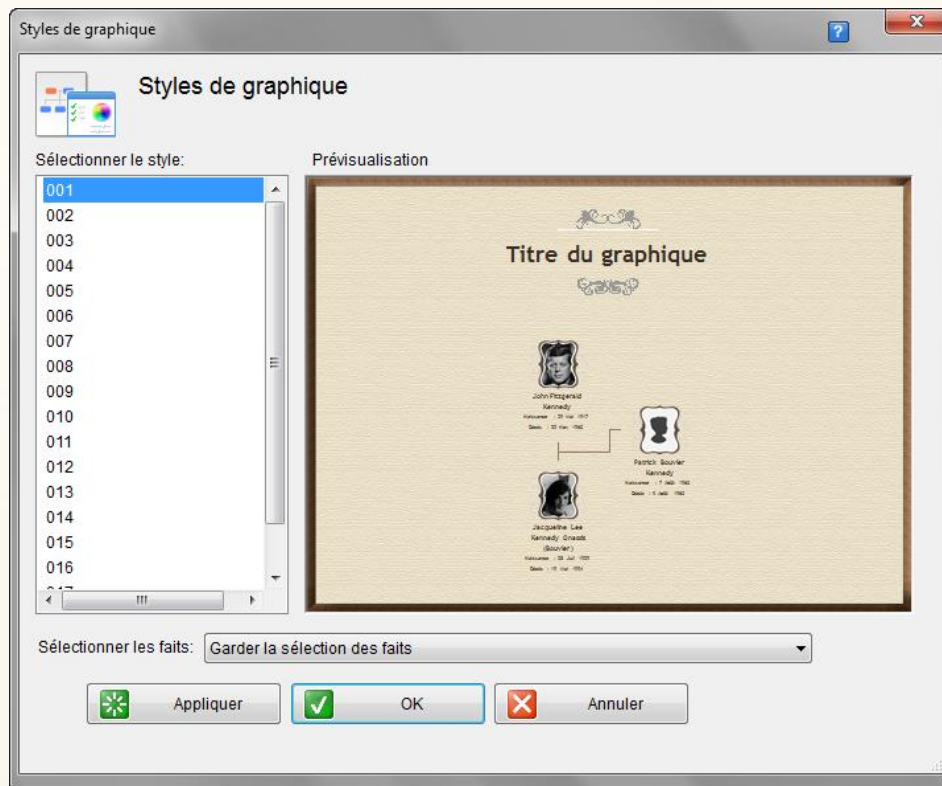 Styles de graphique
?
Styles de graphique
Sélectionner le style:
Prévisualisation
001
002
003
004
005
006
007
008
009
010
011
012
013
014
015
016
Titre du graphique
John Fitzgerald
Kennedy
Patrick Bouvier
Kennedy
Jacqueline Lee
Kennedy Onassis
(Bouvier)
Sélectionner les faits:
Garder la sélection des faits
Appliquer
OK
Annuler